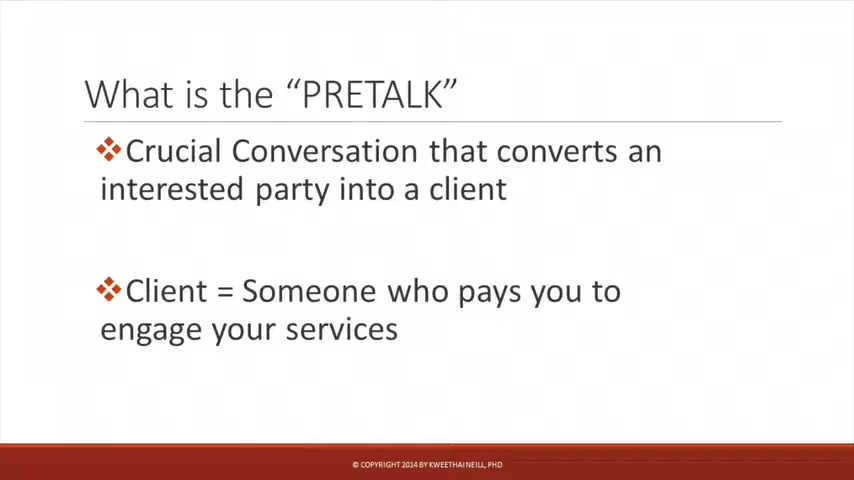 What is the “PRETALK”
Crucial Conversation that converts an
interested party into a client
Client = Someone who pays you to
engage your services
© COPYRIGHT 2014 BY KWEETHAI NEILL, PHD